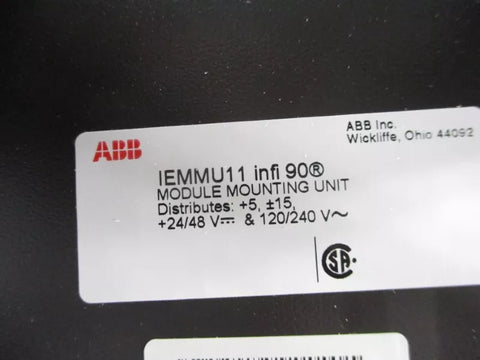 ABB Inc.
Wickliffe, Ohio 44092
ABB
IEMMU11 infi 90®
MODULE MOUNTING UNIT
Distributes: +5, ±15,
+24/48 V⎓ & 120/240 V∼
SA